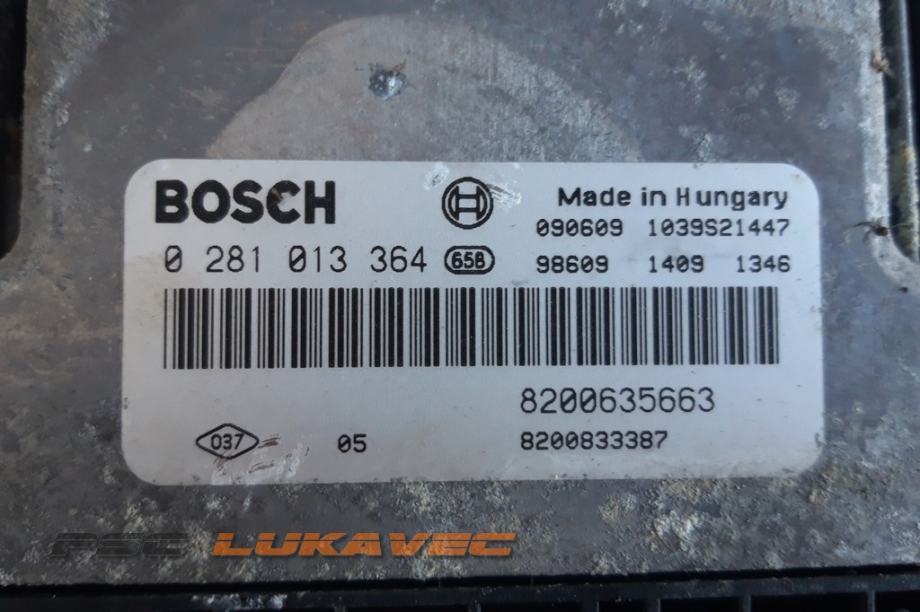 BOSCH
Made in Hungary
090609 1039S21447
0 281 013 364 658
98609 1409 1346
8200635663
037 05 8200833387
PSC LUKAVEC